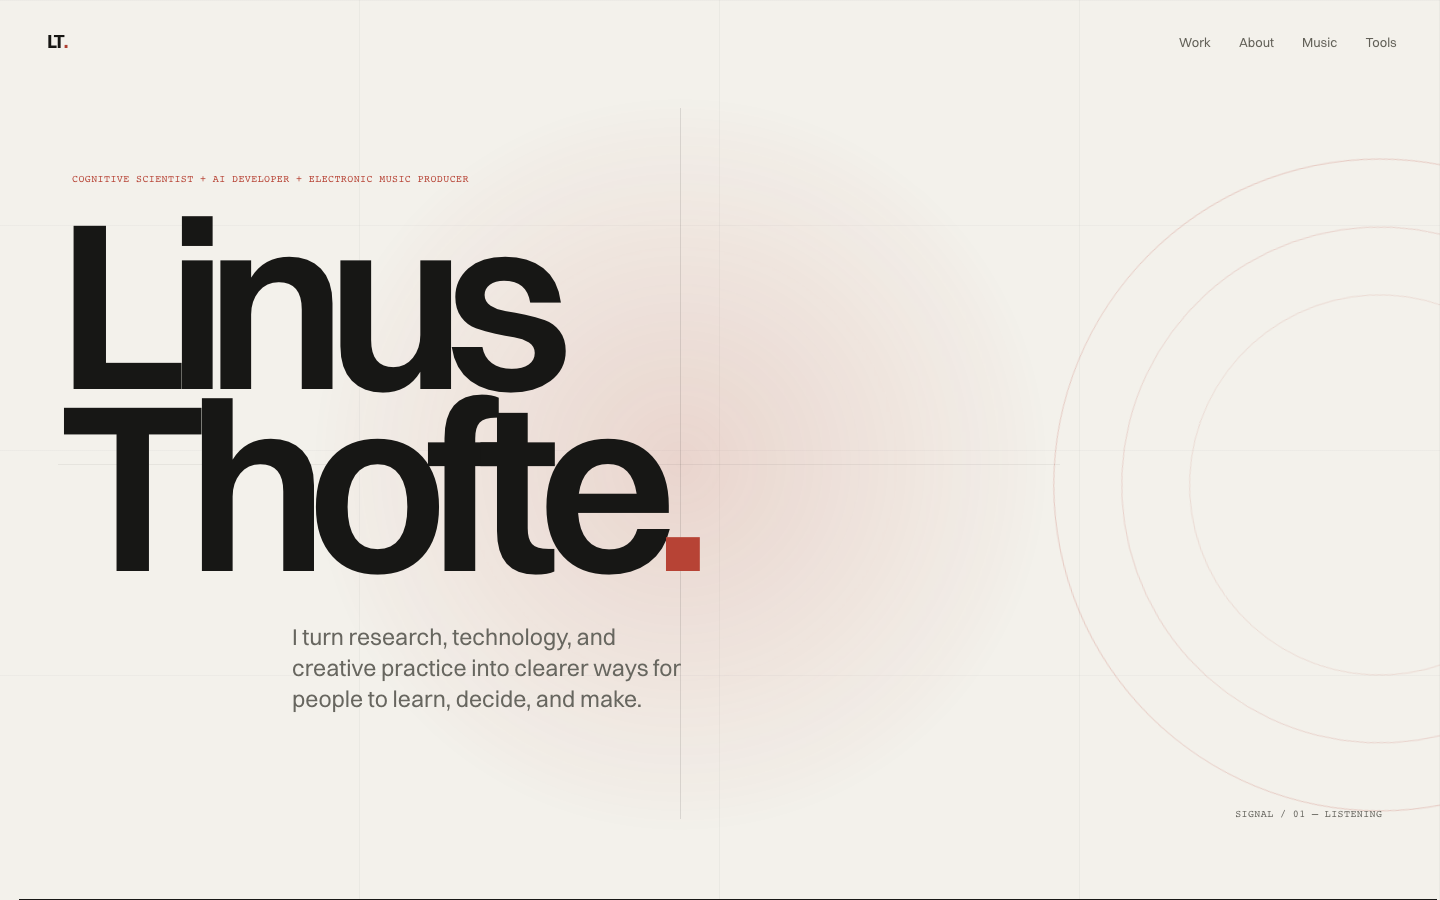 LT.
Work
About
Music
Tools
COGNITIVE SCIENTIST + AI DEVELOPER + ELECTRONIC MUSIC PRODUCER
Linus
Thofte.
I turn research, technology, and
creative practice into clearer ways for
people to learn, decide, and make.
SIGNAL / 01 — LISTENING